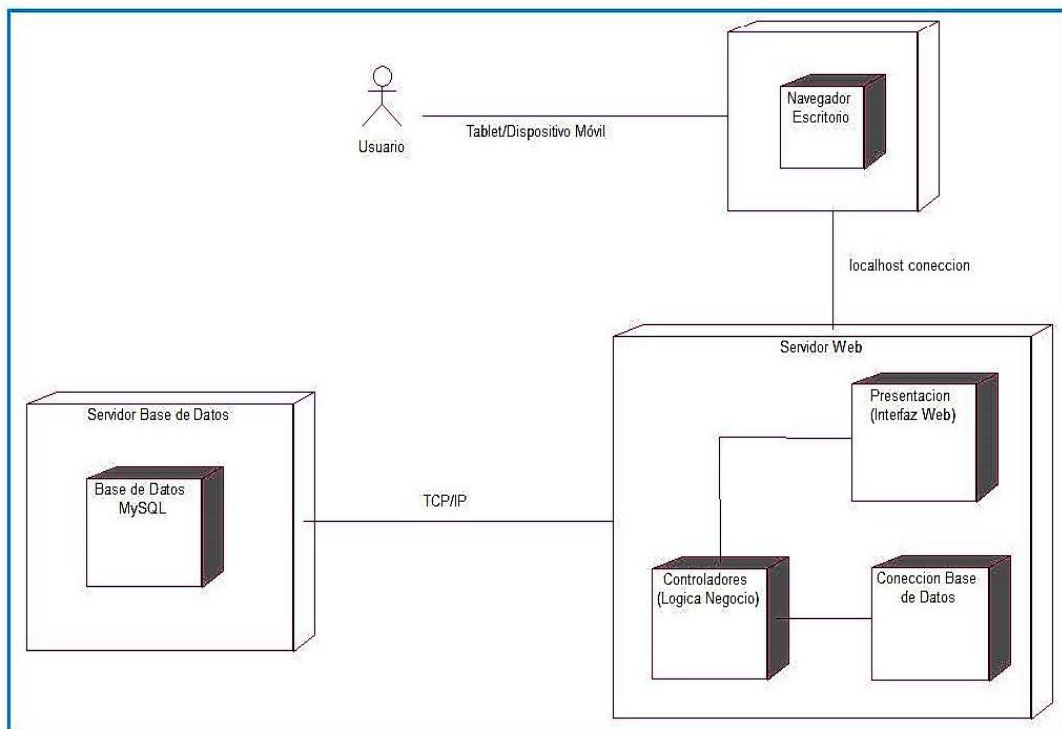 Navegador
Escritorio
Tablet/Dispositivo Móvil
Usuario
localhost coneccion
Servidor Web
Presentacion
(Interfaz Web)
Servidor Base de Datos
Base de Datos
MySQL
TCP/IP
Controladores
(Logica Negocio)
Coneccion Base
de Datos